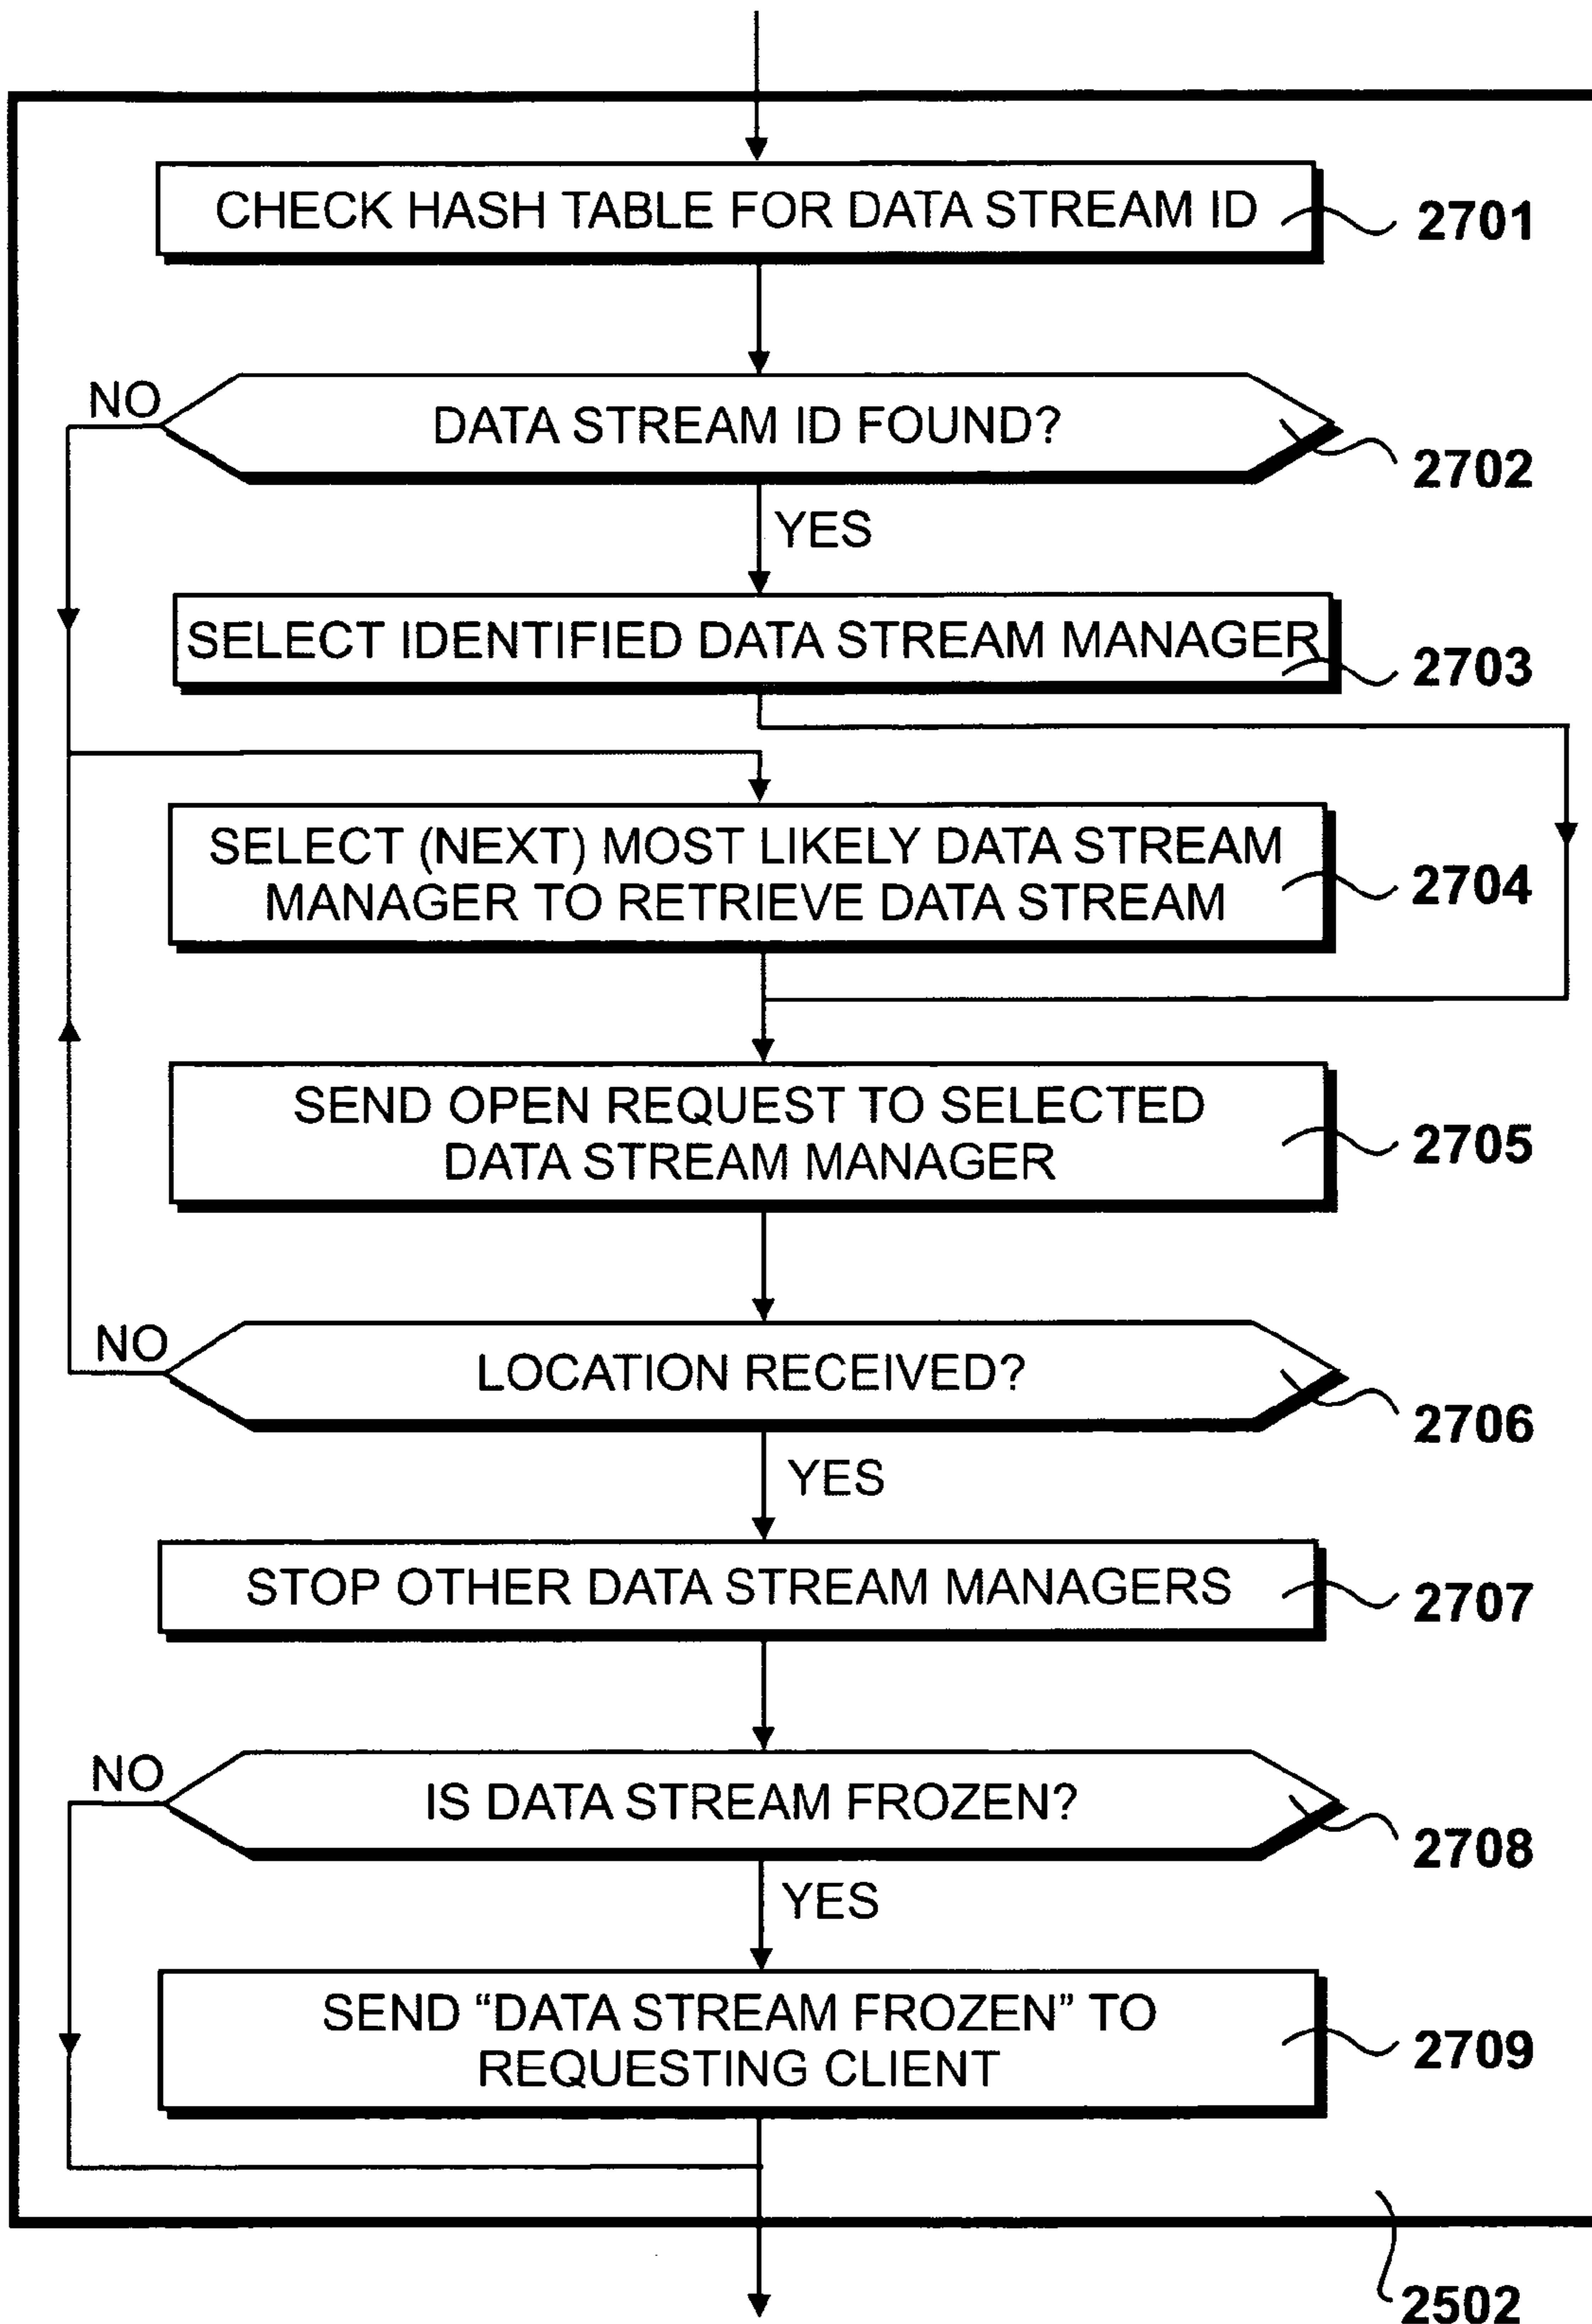 CHECK HASH TABLE FOR DATA STREAM ID
2701
NO
DATA STREAM ID FOUND?
2702
YES
SELECT IDENTIFIED DATA STREAM MANAGER
2703
SELECT (NEXT) MOST LIKELY DATA STREAM
MANAGER TO RETRIEVE DATA STREAM
2704
SEND OPEN REQUEST TO SELECTED
DATA STREAM MANAGER
2705
NO
LOCATION RECEIVED?
2706
YES
STOP OTHER DATA STREAM MANAGERS
2707
NO
IS DATA STREAM FROZEN?
2708
YES
SEND “DATA STREAM FROZEN” TO
REQUESTING CLIENT
2709
2502